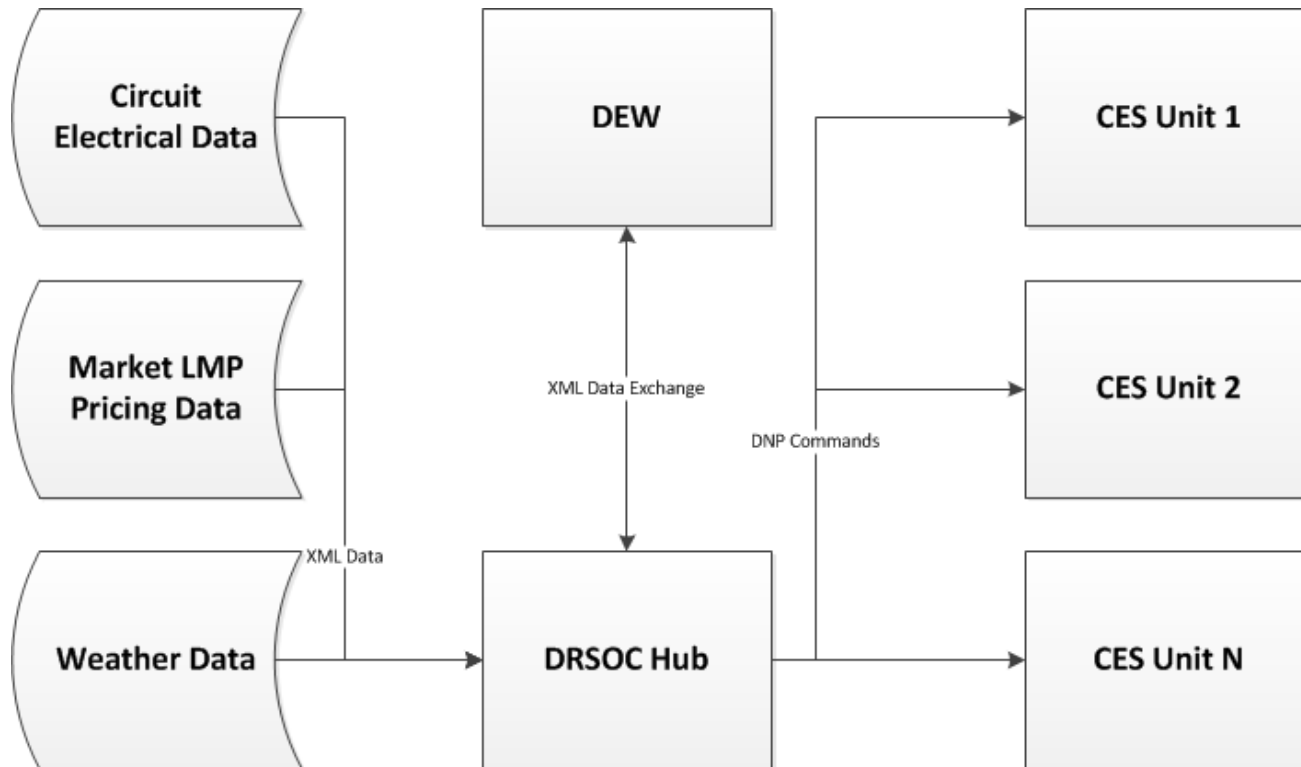 Circuit
Electrical Data
DEW
CES Unit 1
Market LMP
Pricing Data
XML Data Exchange
CES Unit 2
DNP Commands
XML Data
Weather Data
DRSOC Hub
CES Unit N